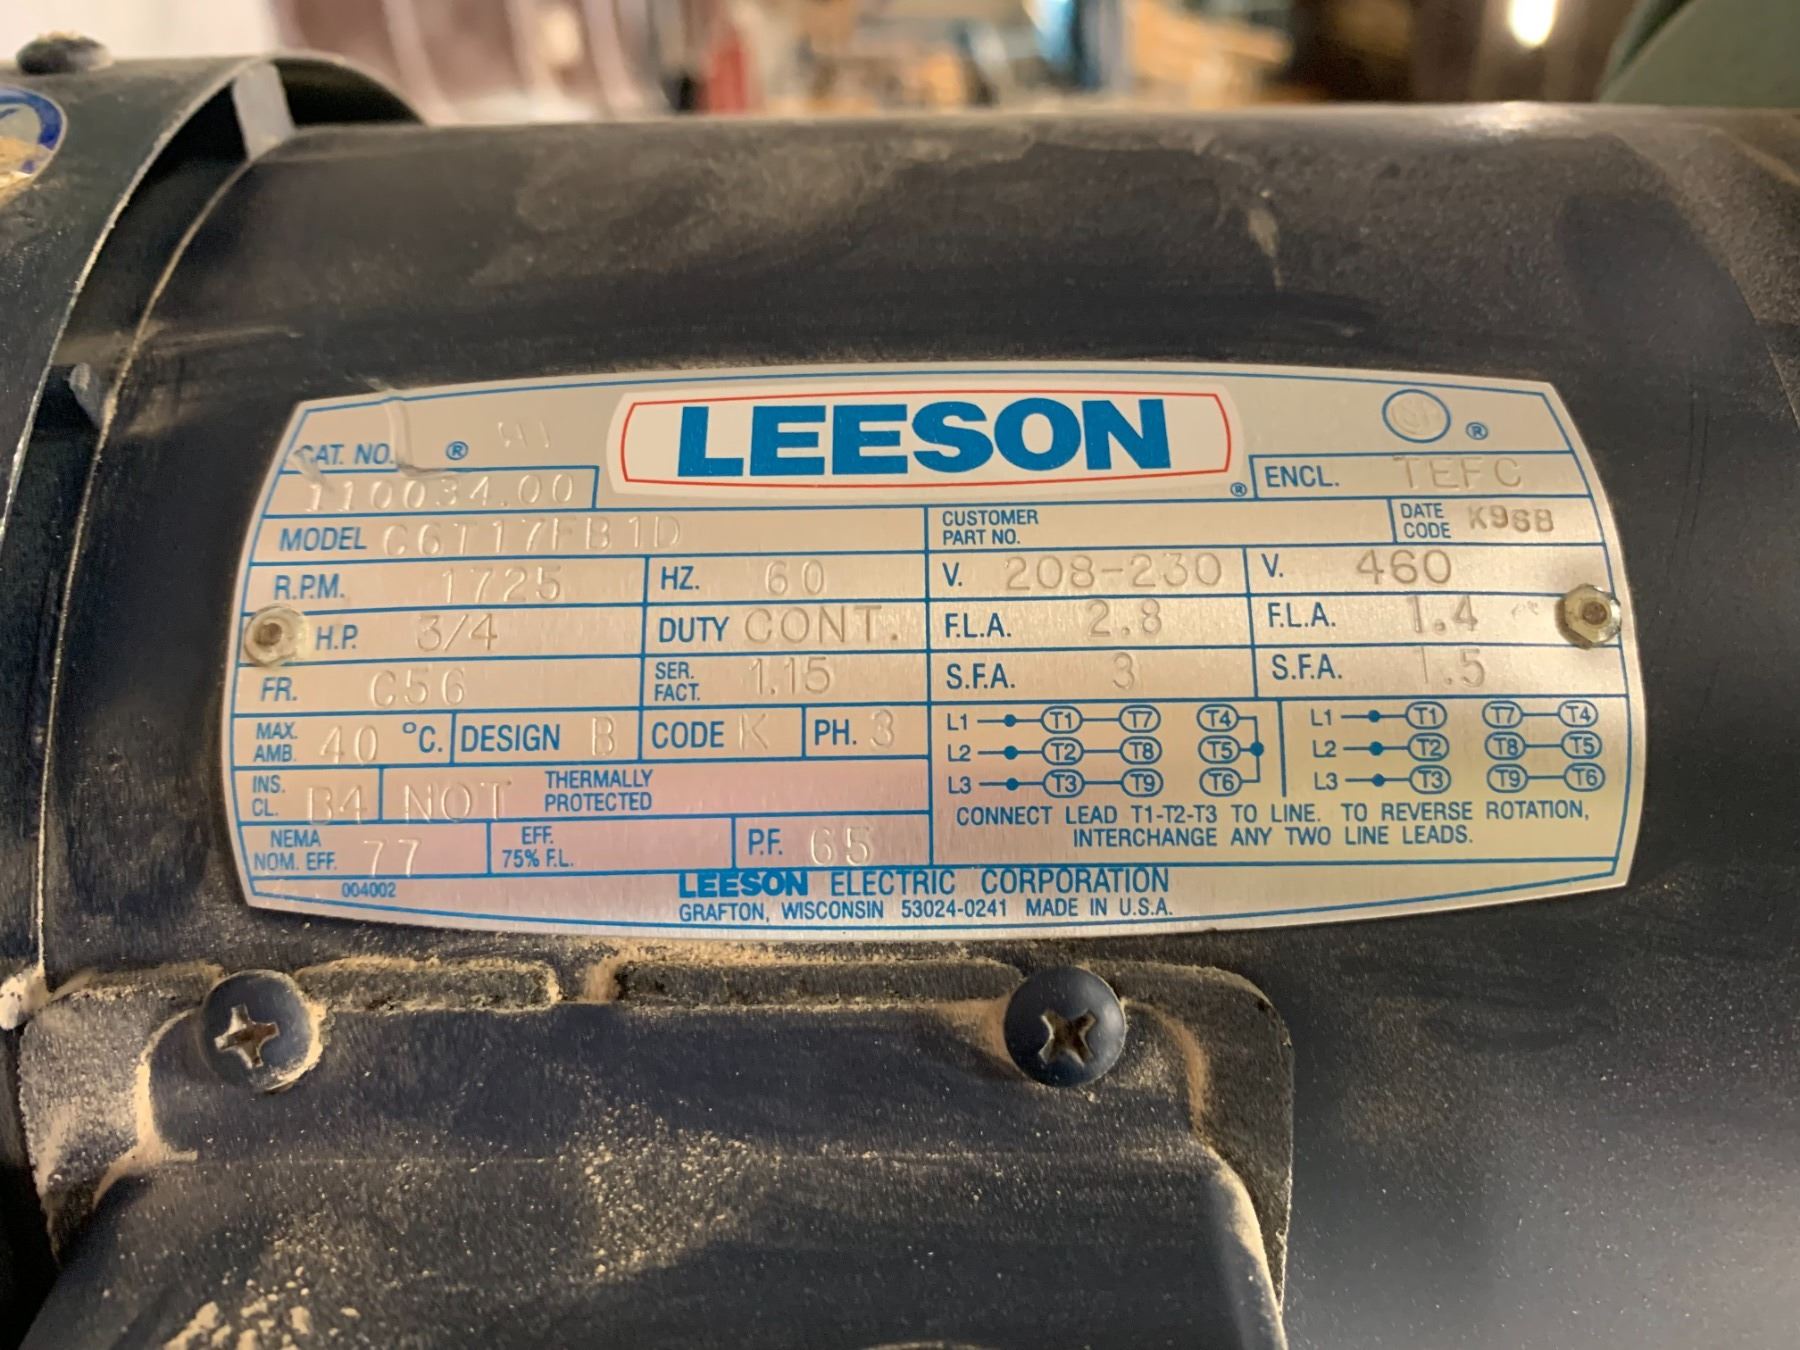 LEESON
®
CAT. NO. ®
110034.00
ENCL. TEFC
MODEL C6T17FB1D
CUSTOMER PART NO.
DATE CODE K96B
R.P.M. 1725 HZ. 60 V. 208-230 V. 460
H.P. 3/4 DUTY CONT. F.L.A. 2.8 F.L.A. 1.4
FR. C56 SER. FACT. 1.15 S.F.A. 3 S.F.A. 1.5
MAX. AMB. 40 °C. DESIGN B CODE K PH. 3
INS. CL. B4 NOT THERMALLY PROTECTED
NEMA NOM. EFF. 77 EFF. 75% F.L. P.F. 65
L1 T1 T7 T4 L1 T1 T7 T4
L2 T2 T8 T5 L2 T2 T8 T5
L3 T3 T9 T6 L3 T3 T9 T6
CONNECT LEAD T1-T2-T3 TO LINE. TO REVERSE ROTATION,
INTERCHANGE ANY TWO LINE LEADS.
004002
LEESON ELECTRIC CORPORATION
GRAFTON, WISCONSIN 53024-0241 MADE IN U.S.A.